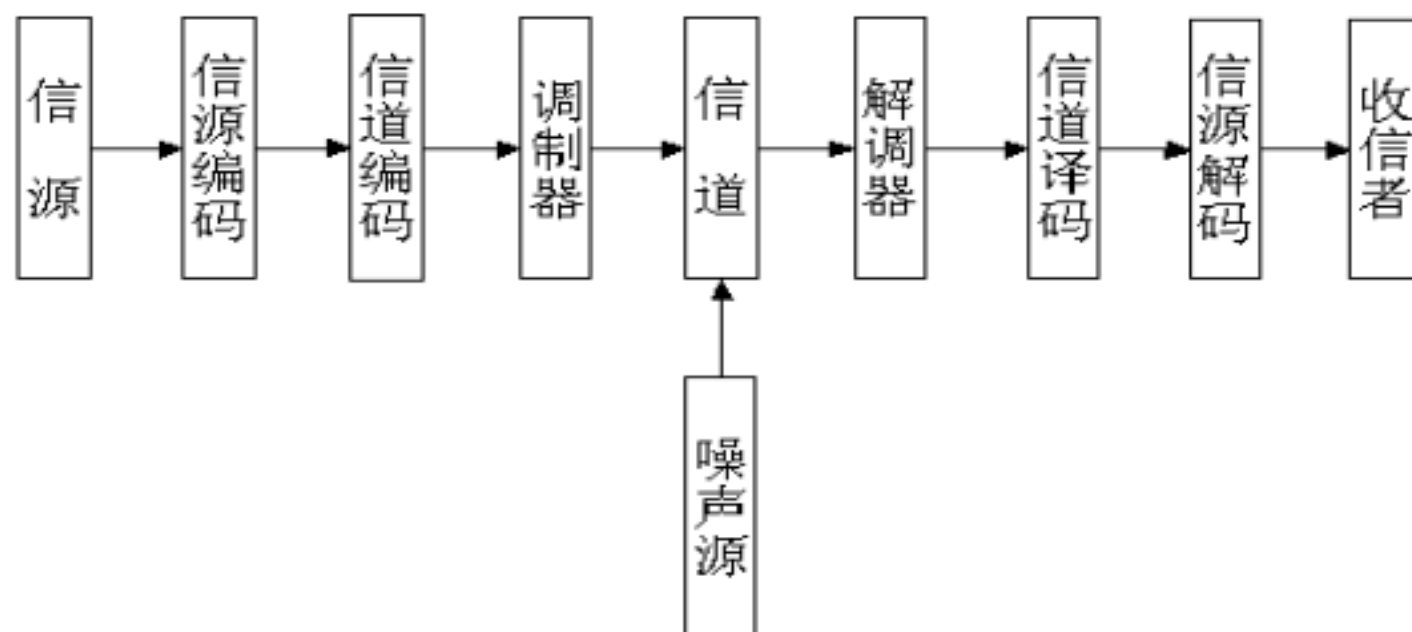 信源
信源编码
信道编码
调制器
信道
解调器
信道译码
信源解码
收信者
噪声源